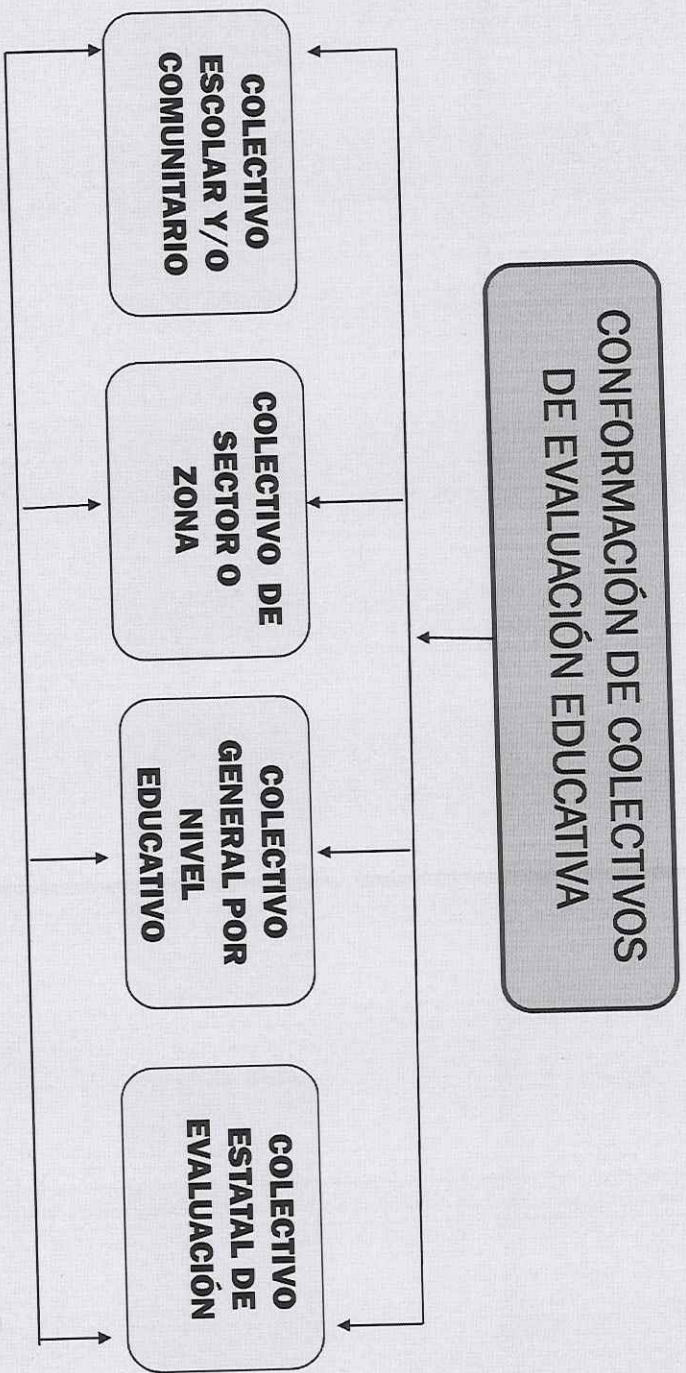 CONFORMACIÓN DE COLECTIVOS
DE EVALUACIÓN EDUCATIVA
COLECTIVO
ESCOLAR Y/O
COMUNITARIO
COLECTIVO DE
SECTOR O
ZONA
COLECTIVO
GENERAL POR
NIVEL
EDUCATIVO
COLECTIVO
ESTATAL DE
EVALUACIÓN